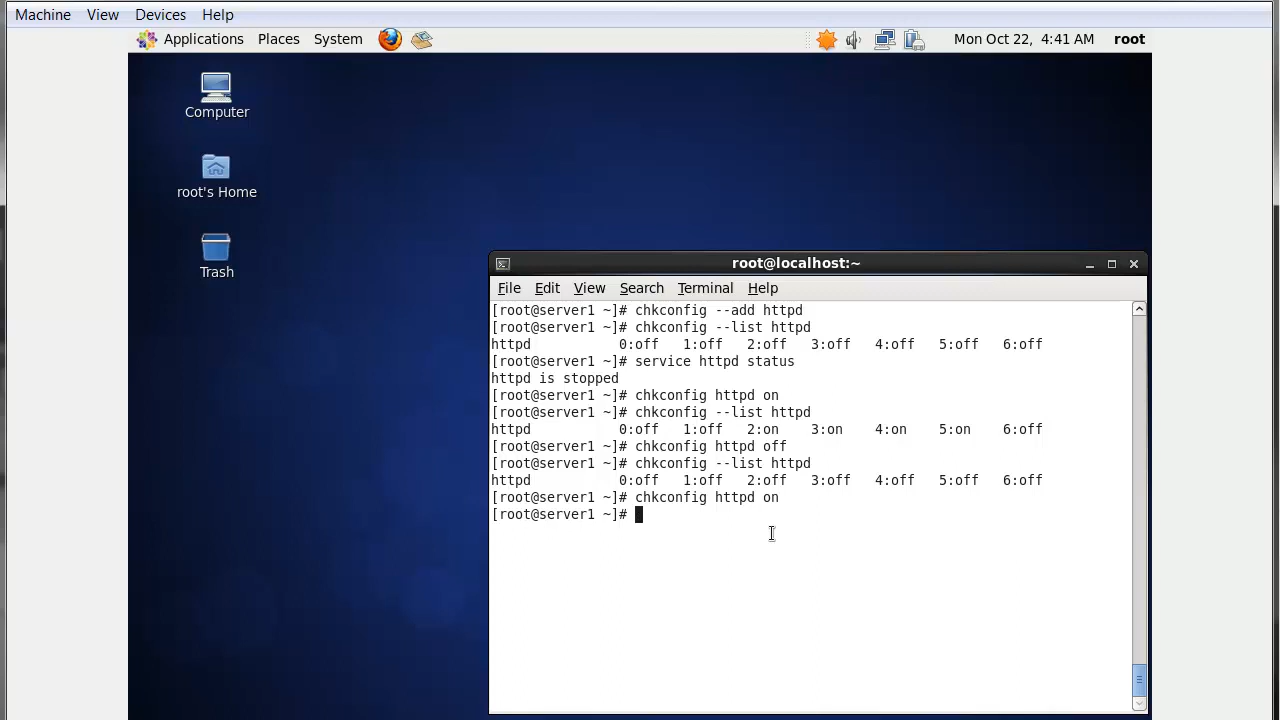 Machine View Devices Help
Applications Places System Mon Oct 22, 4:41 AM root
Computer
root's Home
Trash
root@localhost:~
File Edit View Search Terminal Help
[root@server1 ~]# chkconfig --add httpd
[root@server1 ~]# chkconfig --list httpd
httpd 0:off 1:off 2:off 3:off 4:off 5:off 6:off
[root@server1 ~]# service httpd status
httpd is stopped
[root@server1 ~]# chkconfig httpd on
[root@server1 ~]# chkconfig --list httpd
httpd 0:off 1:off 2:on 3:on 4:on 5:on 6:off
[root@server1 ~]# chkconfig httpd off
[root@server1 ~]# chkconfig --list httpd
httpd 0:off 1:off 2:off 3:off 4:off 5:off 6:off
[root@server1 ~]# chkconfig httpd on
[root@server1 ~]#